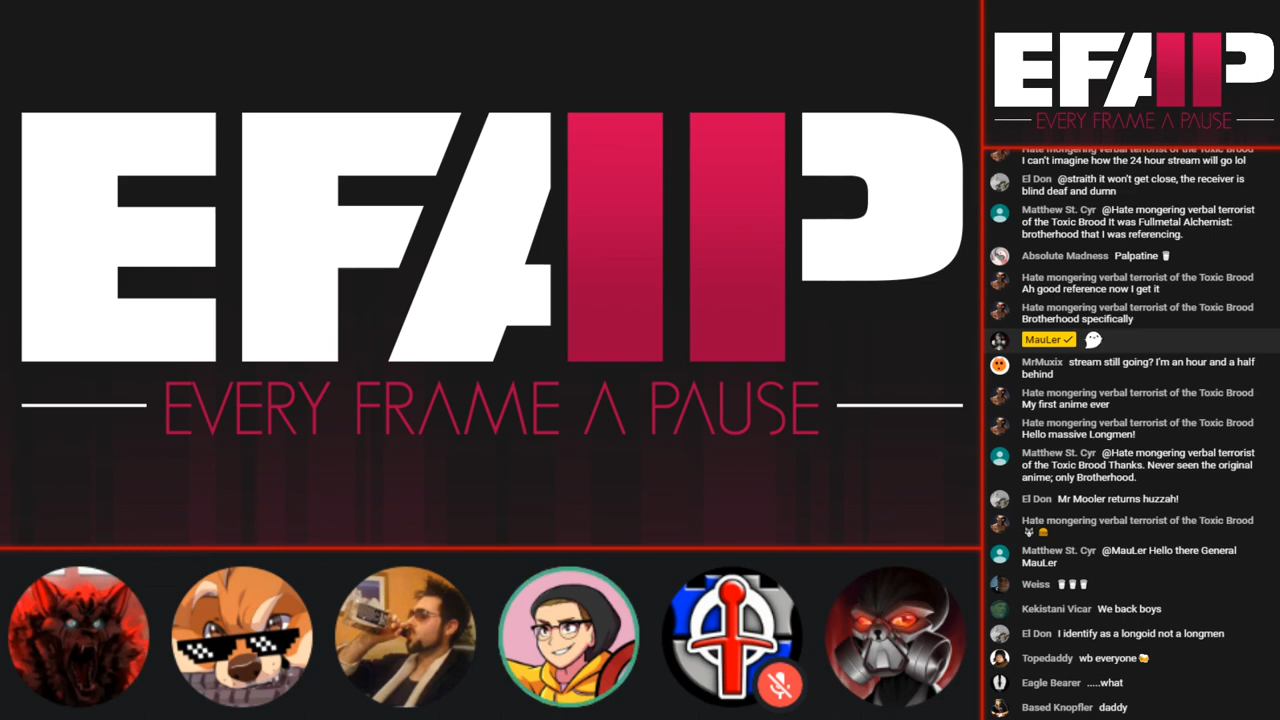 EFAP
EVERY FRAME A PAUSE
EFAP
EVERY FRAME A PAUSE
Hate mongering verbal terrorist of the Toxic Brood
I can't imagine how the 24 hour stream will go lol
El Don @straith it won't get close, the receiver is
blind deaf and dumn
Matthew St. Cyr @Hate mongering verbal terrorist
of the Toxic Brood It was Fullmetal Alchemist:
brotherhood that I was referencing.
Absolute Madness Palpatine 🥛
Hate mongering verbal terrorist of the Toxic Brood
Ah good reference now I get it
Hate mongering verbal terrorist of the Toxic Brood
Brotherhood specifically
MauLer
MrMuxix stream still going? I'm an hour and a half
behind
Hate mongering verbal terrorist of the Toxic Brood
My first anime ever
Hate mongering verbal terrorist of the Toxic Brood
Hello massive Longmen!
Matthew St. Cyr @Hate mongering verbal terrorist
of the Toxic Brood Thanks. Never seen the original
anime; only Brotherhood.
El Don Mr Mooler returns huzzah!
Hate mongering verbal terrorist of the Toxic Brood
🐺 🍔
Matthew St. Cyr @MauLer Hello there General
MauLer
Weiss 🥛🥛🥛
Kekistani Vicar We back boys
El Don I identify as a longoid not a longmen
Topedaddy wb everyone 🍻
Eagle Bearer .....what
Based Knopfler daddy